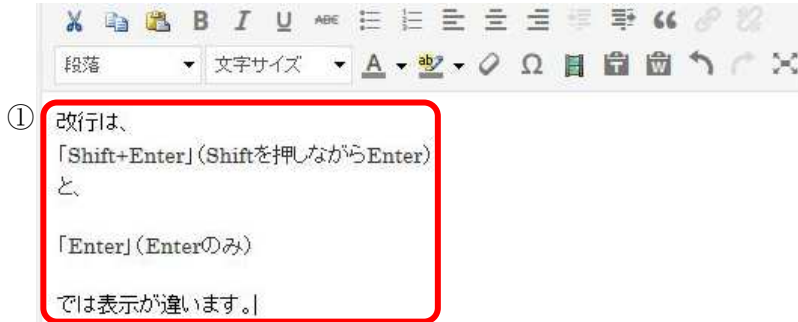 B I U ABC
段落 文字サイズ A ab Ω T W
①
改行は、
「Shift+Enter」(Shiftを押しながらEnter)
と、
「Enter」(Enterのみ)
では表示が違います。